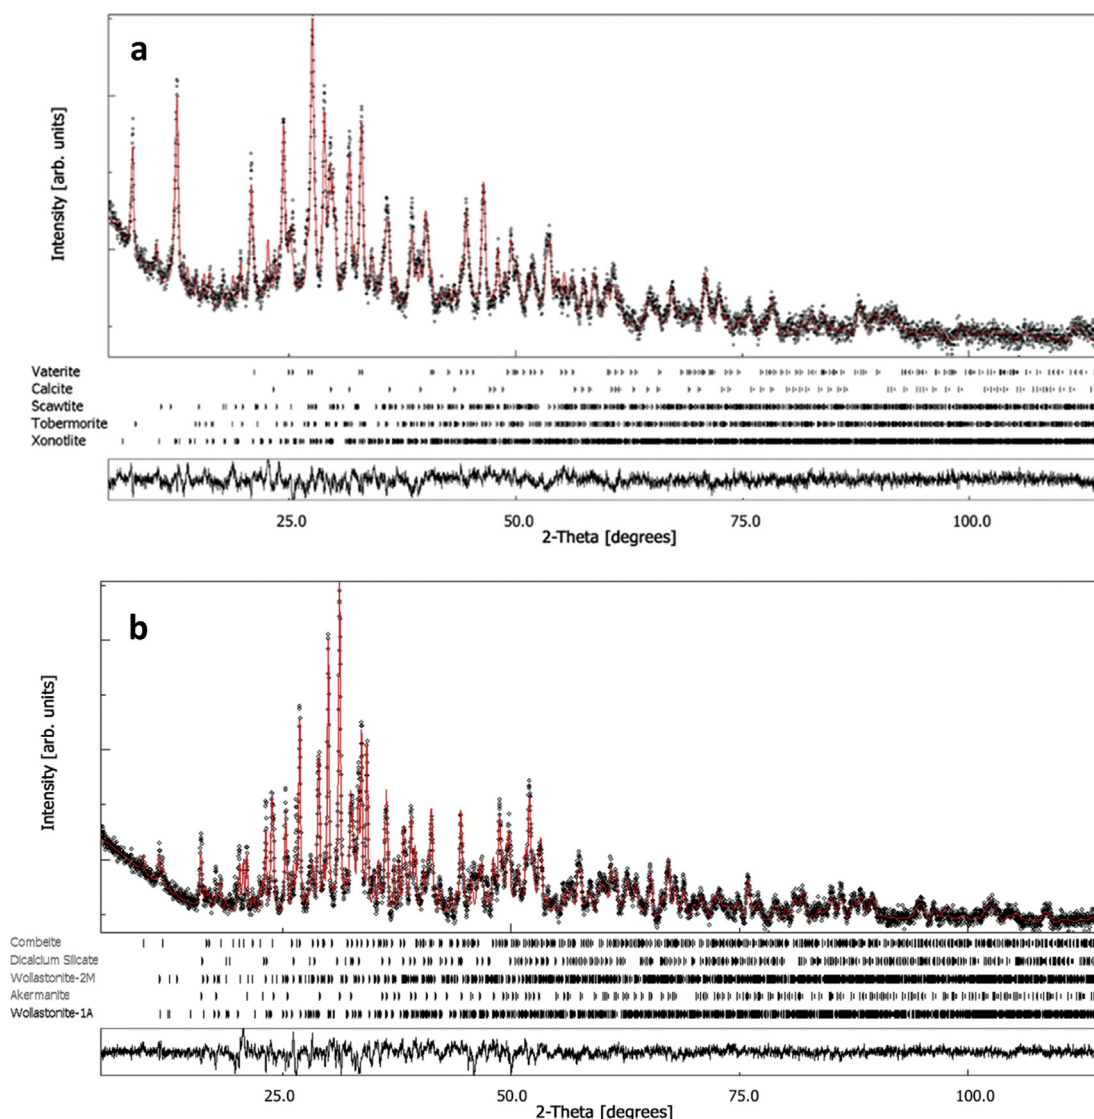 a
Intensity [arb. units]
Vaterite
Calcite
Scawtite
Tobermorite
Xonotlite
25.0 50.0 75.0 100.0
2-Theta [degrees]
b
Intensity [arb. units]
Combeite
Dicalcium Silicate
Wollastonite-2M
Akermanite
Wollastonite-1A
25.0 50.0 75.0 100.0
2-Theta [degrees]